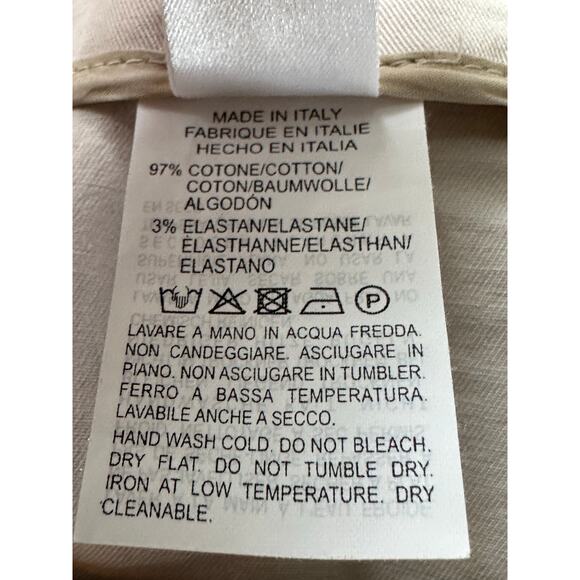 MADE IN ITALY
FABRIQUE EN ITALIE
HECHO EN ITALIA
97% COTONE/COTTON/
COTON/BAUMWOLLE/
ALGODÓN
3% ELASTAN/ELASTANE/
ÉLASTHANNE/ELASTHAN/
ELASTANO
P
LAVARE A MANO IN ACQUA FREDDA.
NON CANDEGGIARE. ASCIUGARE IN
PIANO. NON ASCIUGARE IN TUMBLER.
FERRO A BASSA TEMPERATURA.
LAVABILE ANCHE A SECCO.
HAND WASH COLD. DO NOT BLEACH.
DRY FLAT. DO NOT TUMBLE DRY.
IRON AT LOW TEMPERATURE. DRY
CLEANABLE.